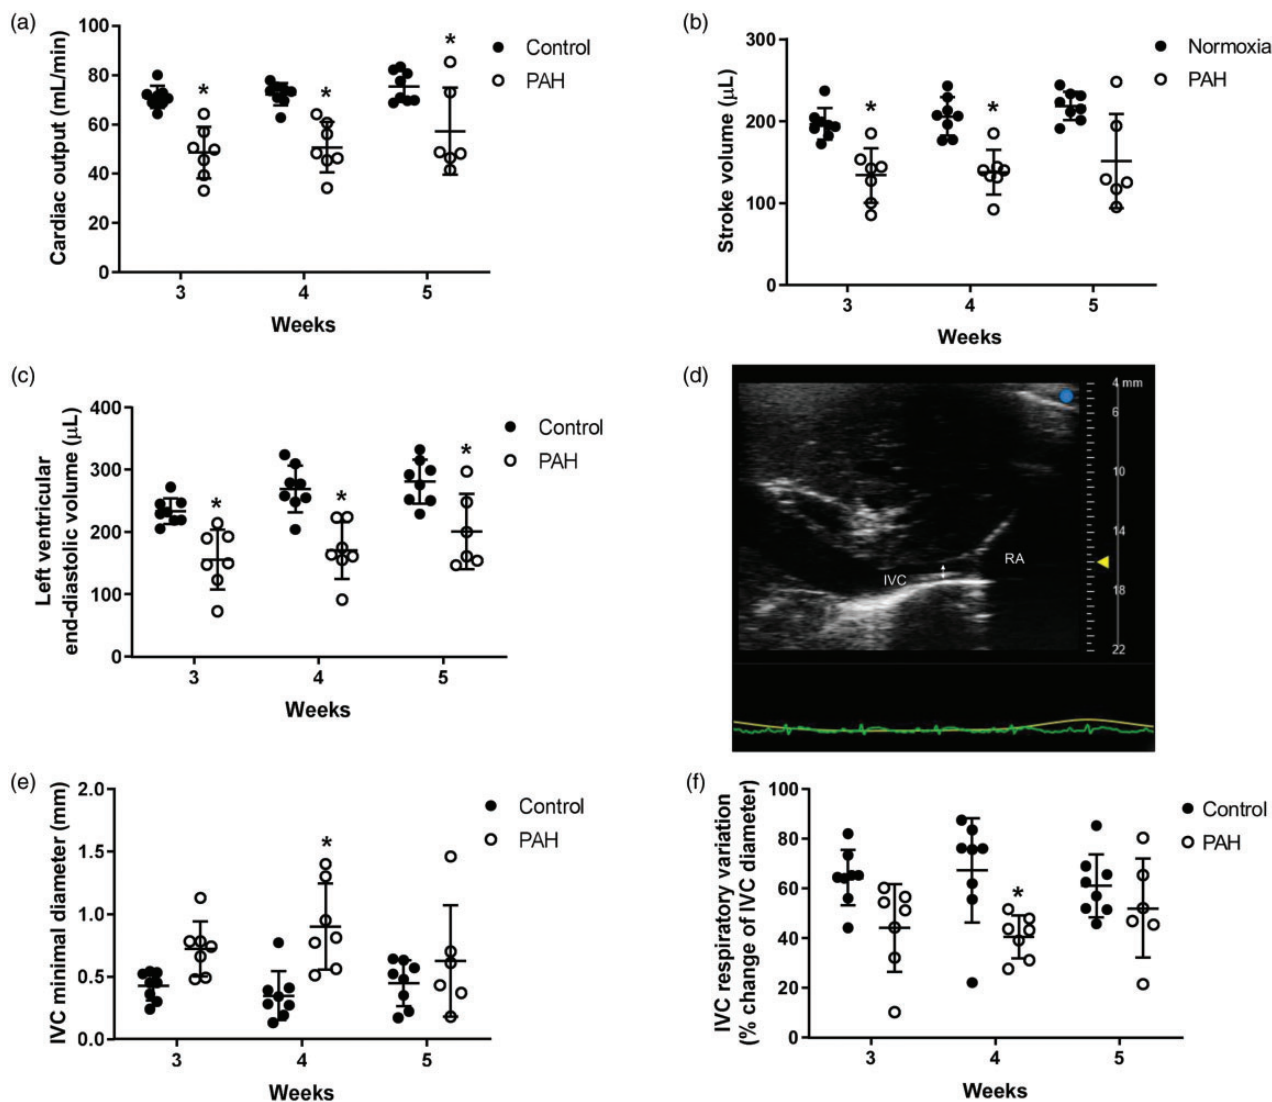 (a)
Cardiac output (mL/min)
100
80
60
40
20
0
*
*
*
Control
PAH
3
4
5
Weeks
(b)
Stroke volume (µL)
300
200
100
0
*
*
Normoxia
PAH
3
4
5
Weeks
(c)
Left ventricular
end-diastolic volume (µL)
400
300
200
100
0
*
*
*
Control
PAH
3
4
5
Weeks
(d)
4 mm
6
10
14
18
22
RA
IVC
(e)
IVC minimal diameter (mm)
2.0
1.5
1.0
0.5
0.0
*
Control
PAH
3
4
5
Weeks
(f)
IVC respiratory variation
(% change of IVC diameter)
100
80
60
40
20
0
*
Control
PAH
3
4
5
Weeks